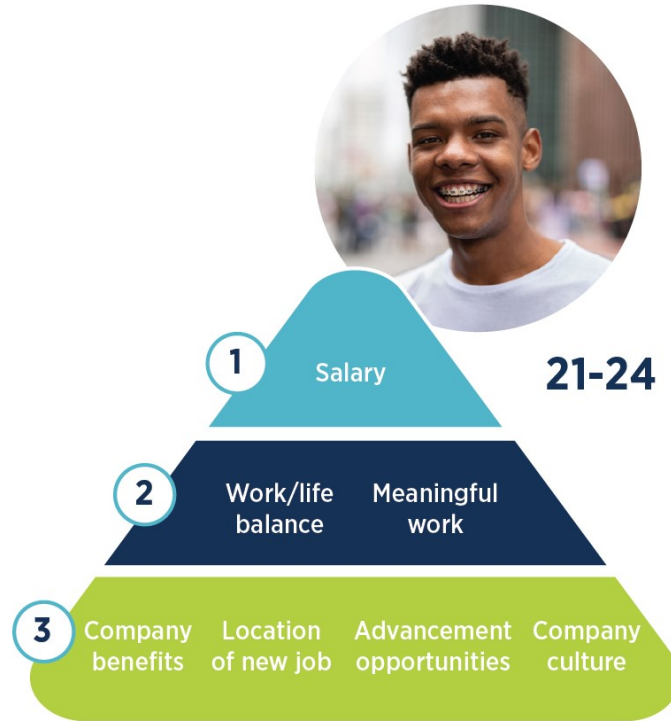 1
Salary
21-24
2
Work/life
balance
Meaningful
work
3
Company
benefits
Location
of new job
Advancement
opportunities
Company
culture